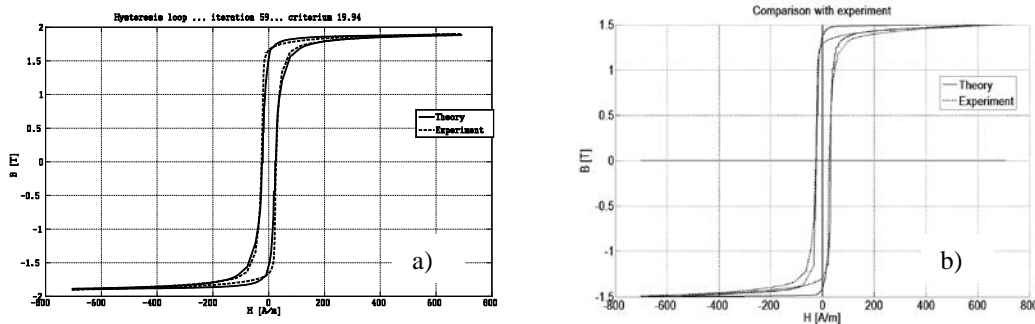 Hysteresis loop ... iteration 59... criterium 19.94
2
1.5
1
0.5
0
-0.5
-1
-1.5
-2
B [T]
Theory
Experiment
a)
-600
-400
-200
0
200
400
600
800
H [A/m]
Comparison with experiment
1.5
1
0.5
0
-0.5
-1
-1.5
B [T]
Theory
Experiment
b)
-800
-600
-400
-200
0
200
400
600
800
H [A/m]